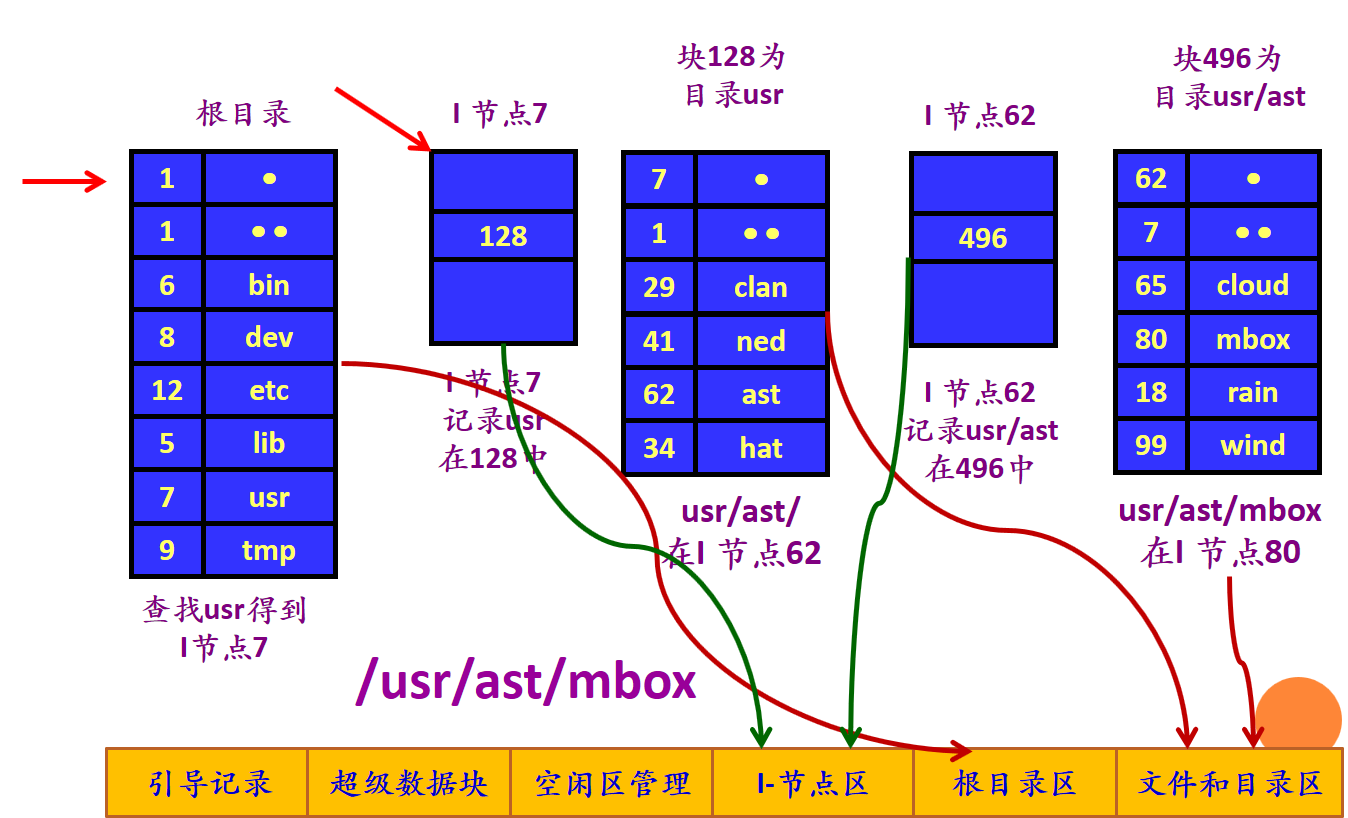 根目录
1 •
1 ••
6 bin
8 dev
12 etc
5 lib
7 usr
9 tmp
查找usr得到
I节点7
I 节点7
128
I 节点7
记录usr
在128中
块128为
目录usr
7 •
1 ••
29 clan
41 ned
62 ast
34 hat
usr/ast/
在I 节点62
I 节点62
496
I 节点62
记录usr/ast
在496中
块496为
目录usr/ast
62 •
7 ••
65 cloud
80 mbox
18 rain
99 wind
usr/ast/mbox
在I 节点80
/usr/ast/mbox
引导记录
超级数据块
空闲区管理
I-节点区
根目录区
文件和目录区